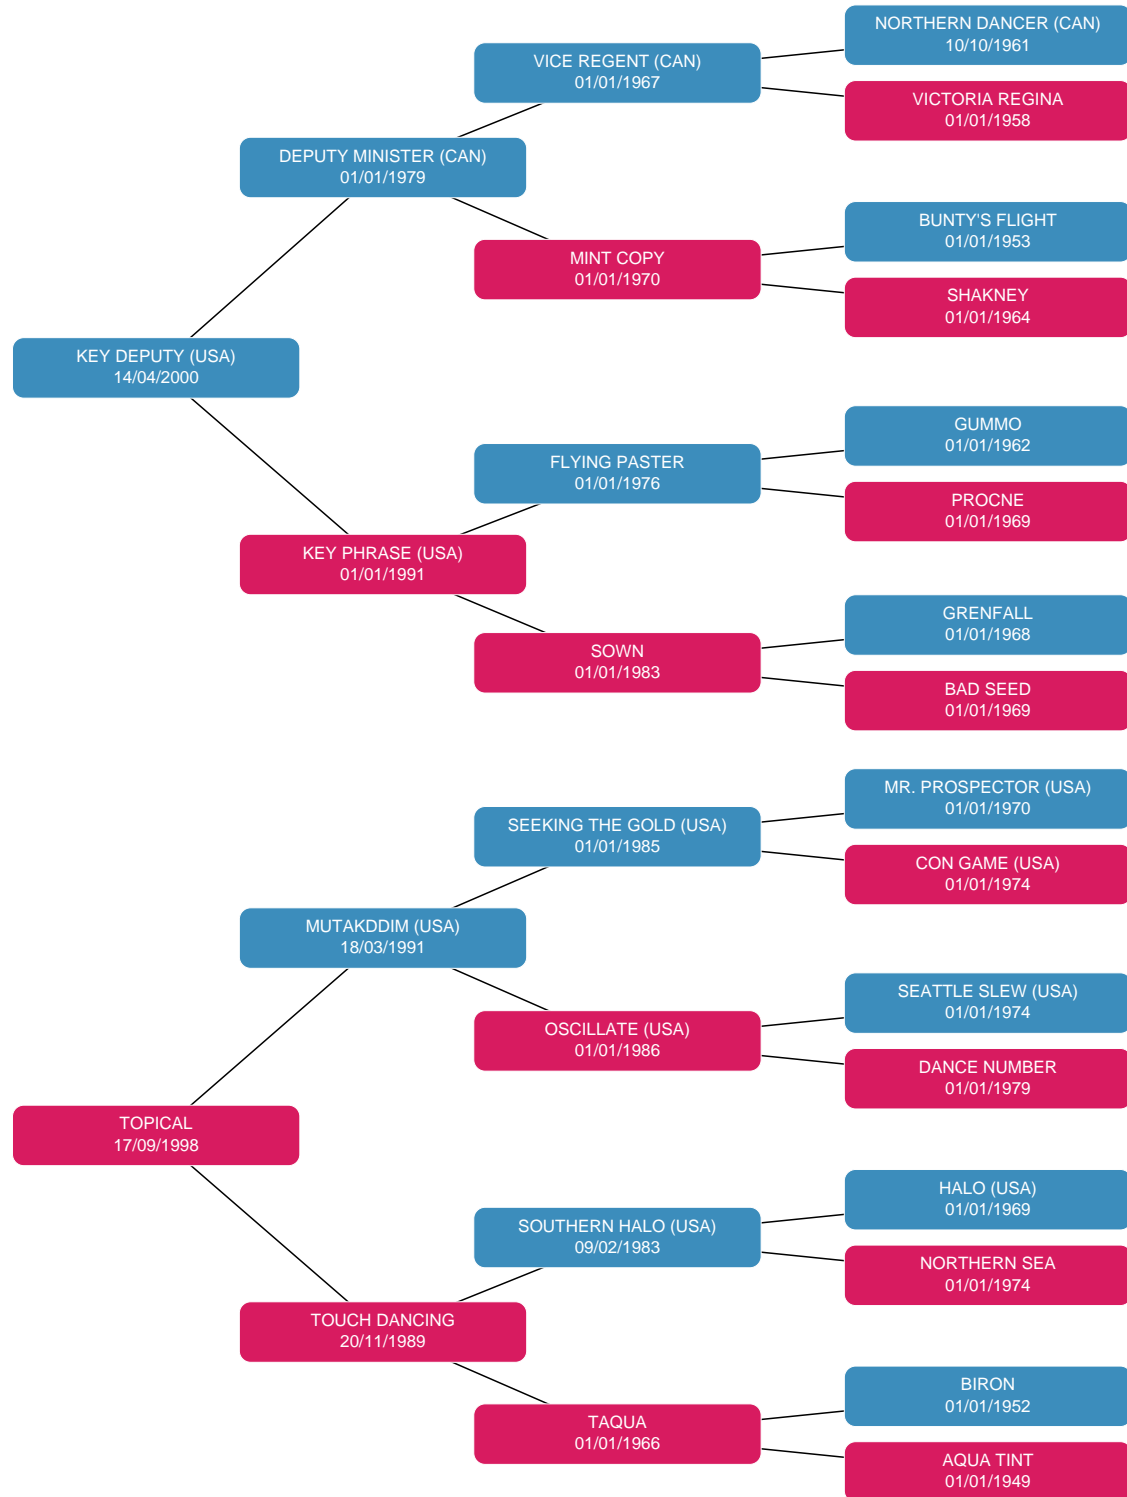 NORTHERN DANCER (CAN)
10/10/1961
VICE REGENT (CAN)
01/01/1967
VICTORIA REGINA
01/01/1958
DEPUTY MINISTER (CAN)
01/01/1979
BUNTY'S FLIGHT
01/01/1953
MINT COPY
01/01/1970
SHAKNEY
01/01/1964
KEY DEPUTY (USA)
14/04/2000
GUMMO
01/01/1962
FLYING PASTER
01/01/1976
PROCNE
01/01/1969
KEY PHRASE (USA)
01/01/1991
GRENFALL
01/01/1968
SOWN
01/01/1983
BAD SEED
01/01/1969
MR. PROSPECTOR (USA)
01/01/1970
SEEKING THE GOLD (USA)
01/01/1985
CON GAME (USA)
01/01/1974
MUTAKDDIM (USA)
18/03/1991
SEATTLE SLEW (USA)
01/01/1974
OSCILLATE (USA)
01/01/1986
DANCE NUMBER
01/01/1979
TOPICAL
17/09/1998
HALO (USA)
01/01/1969
SOUTHERN HALO (USA)
09/02/1983
NORTHERN SEA
01/01/1974
TOUCH DANCING
20/11/1989
BIRON
01/01/1952
TAQUA
01/01/1966
AQUA TINT
01/01/1949